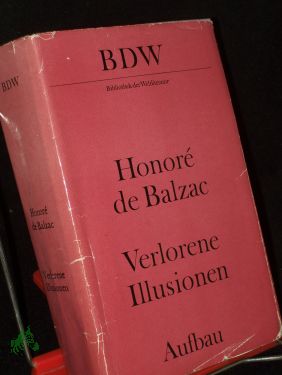 BDW
Honoré
de Balzac
Verlorene
Illusionen
BDW
Bibliothek der Weltliteratur
Honoré
de Balzac
Verlorene
Illusionen
Aufbau